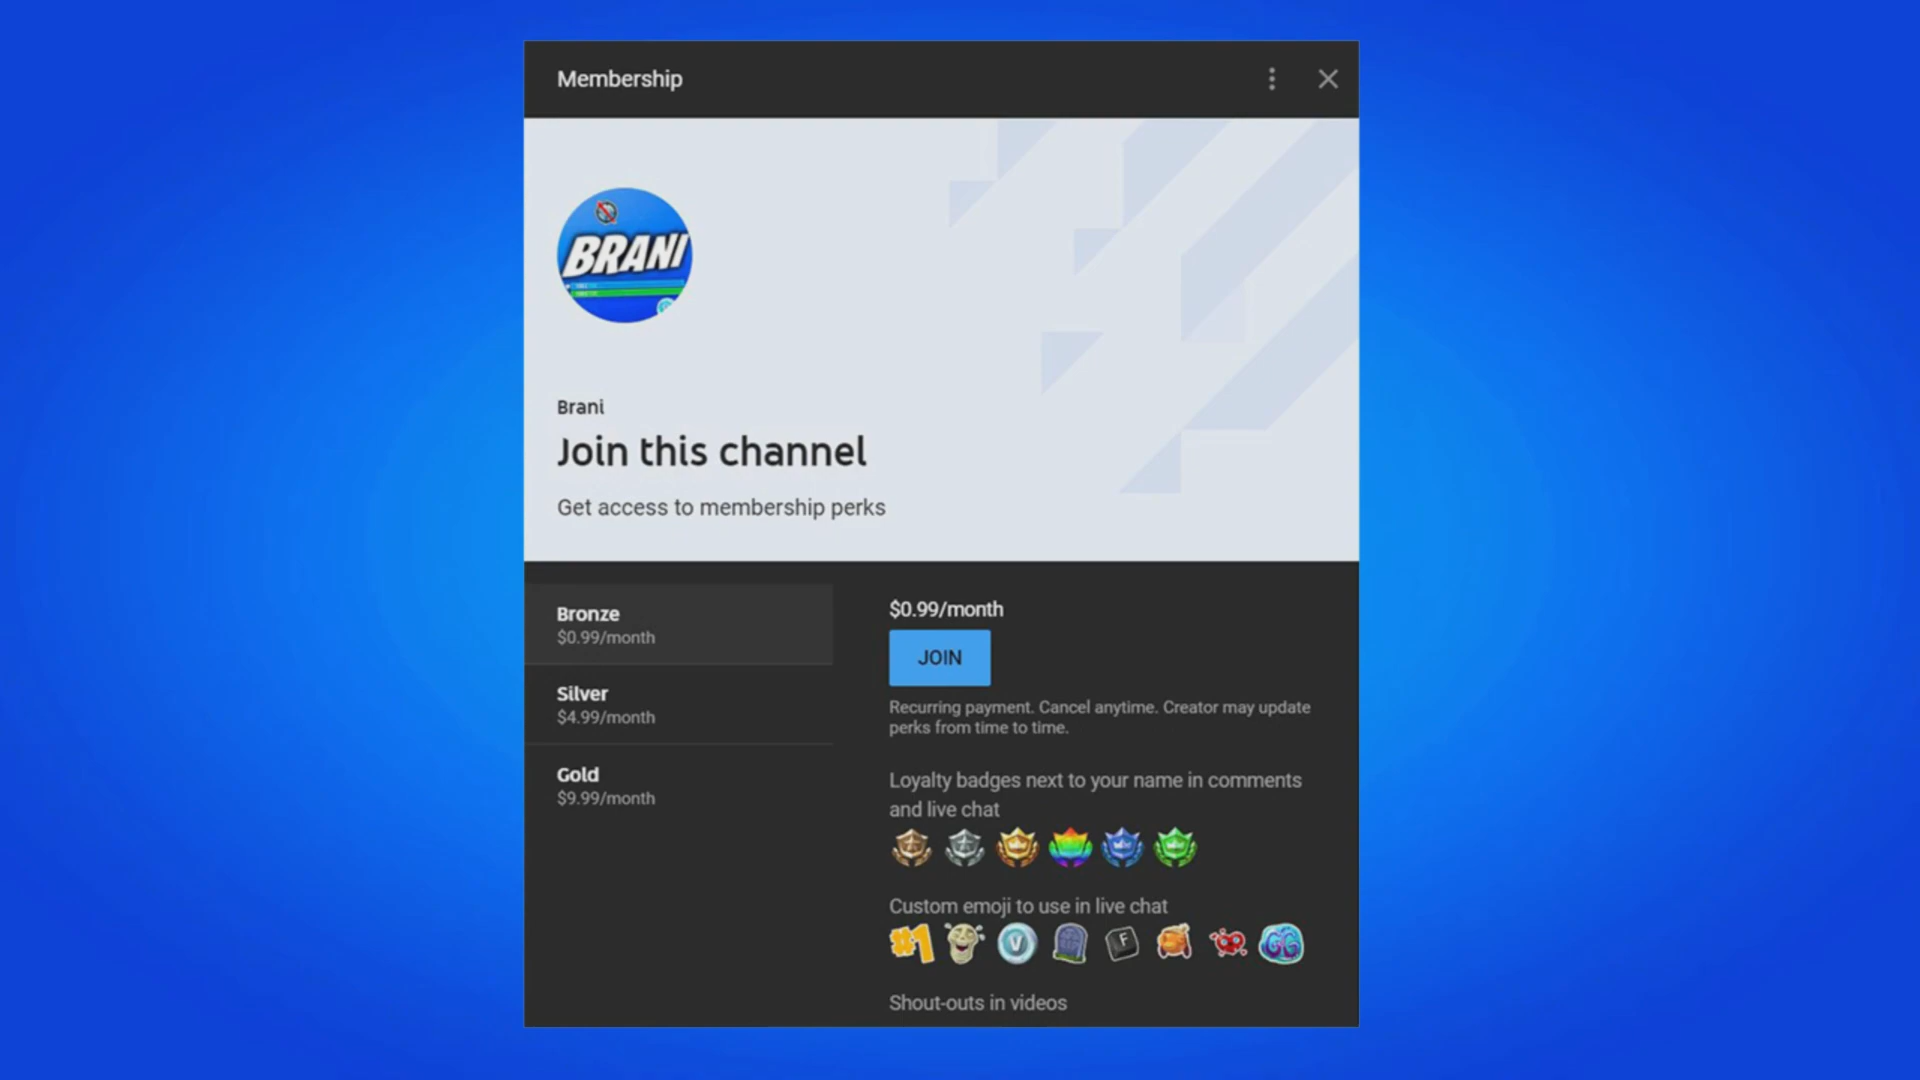 Membership
BRANI
Brani
Join this channel
Get access to membership perks
Bronze
$0.99/month
Silver
$4.99/month
Gold
$9.99/month
$0.99/month
JOIN
Recurring payment. Cancel anytime. Creator may update
perks from time to time.
Loyalty badges next to your name in comments
and live chat
Custom emoji to use in live chat
#1
V
F
GG
Shout-outs in videos